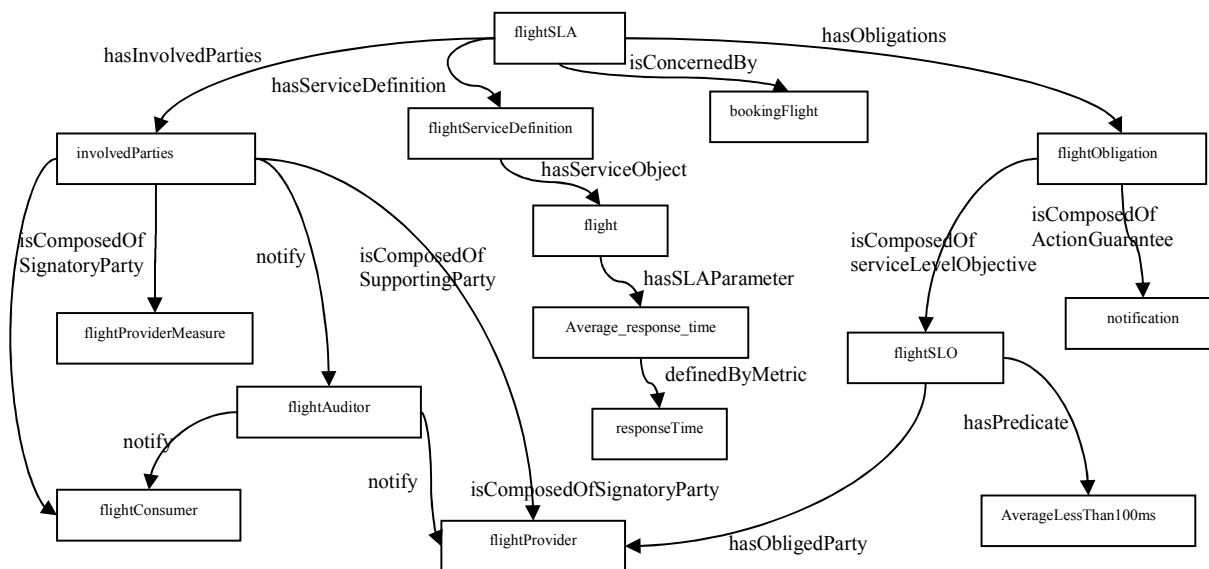 flightSLA
hasObligations
hasInvolvedParties
isConcernedBy
hasServiceDefinition
bookingFlight
flightServiceDefinition
involvedParties
flightObligation
hasServiceObject
flight
isComposedOf
SignatoryParty
notify
isComposedOf
SupportingParty
isComposedOf
serviceLevelObjective
isComposedOf
ActionGuarantee
hasSLAParameter
flightProviderMeasure
Average_response_time
notification
flightSLO
definedByMetric
flightAuditor
responseTime
hasPredicate
notify
notify
isComposedOfSignatoryParty
flightConsumer
AverageLessThan100ms
flightProvider
hasObligedParty